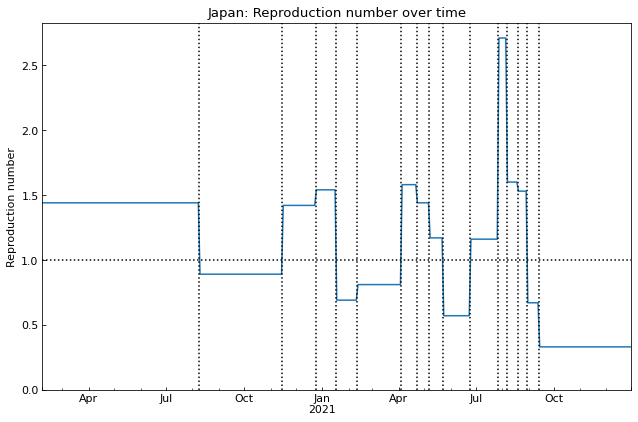 Japan: Reproduction number over time
Reproduction number
2.5
2.0
1.5
1.0
0.5
0.0
Apr
Jul
Oct
Jan
2021
Apr
Jul
Oct